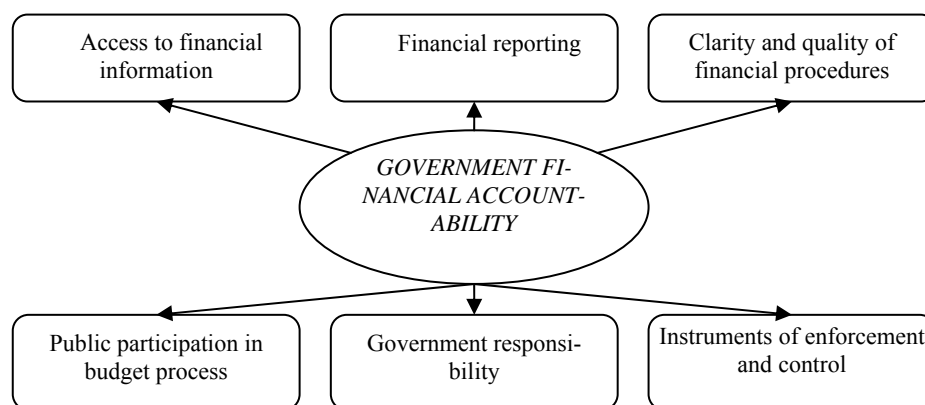 Access to financial
information
Financial reporting
Clarity and quality of
financial procedures
GOVERNMENT FI-
NANCIAL ACCOUNT-
ABILITY
Public participation in
budget process
Government responsi-
bility
Instruments of enforcement
and control